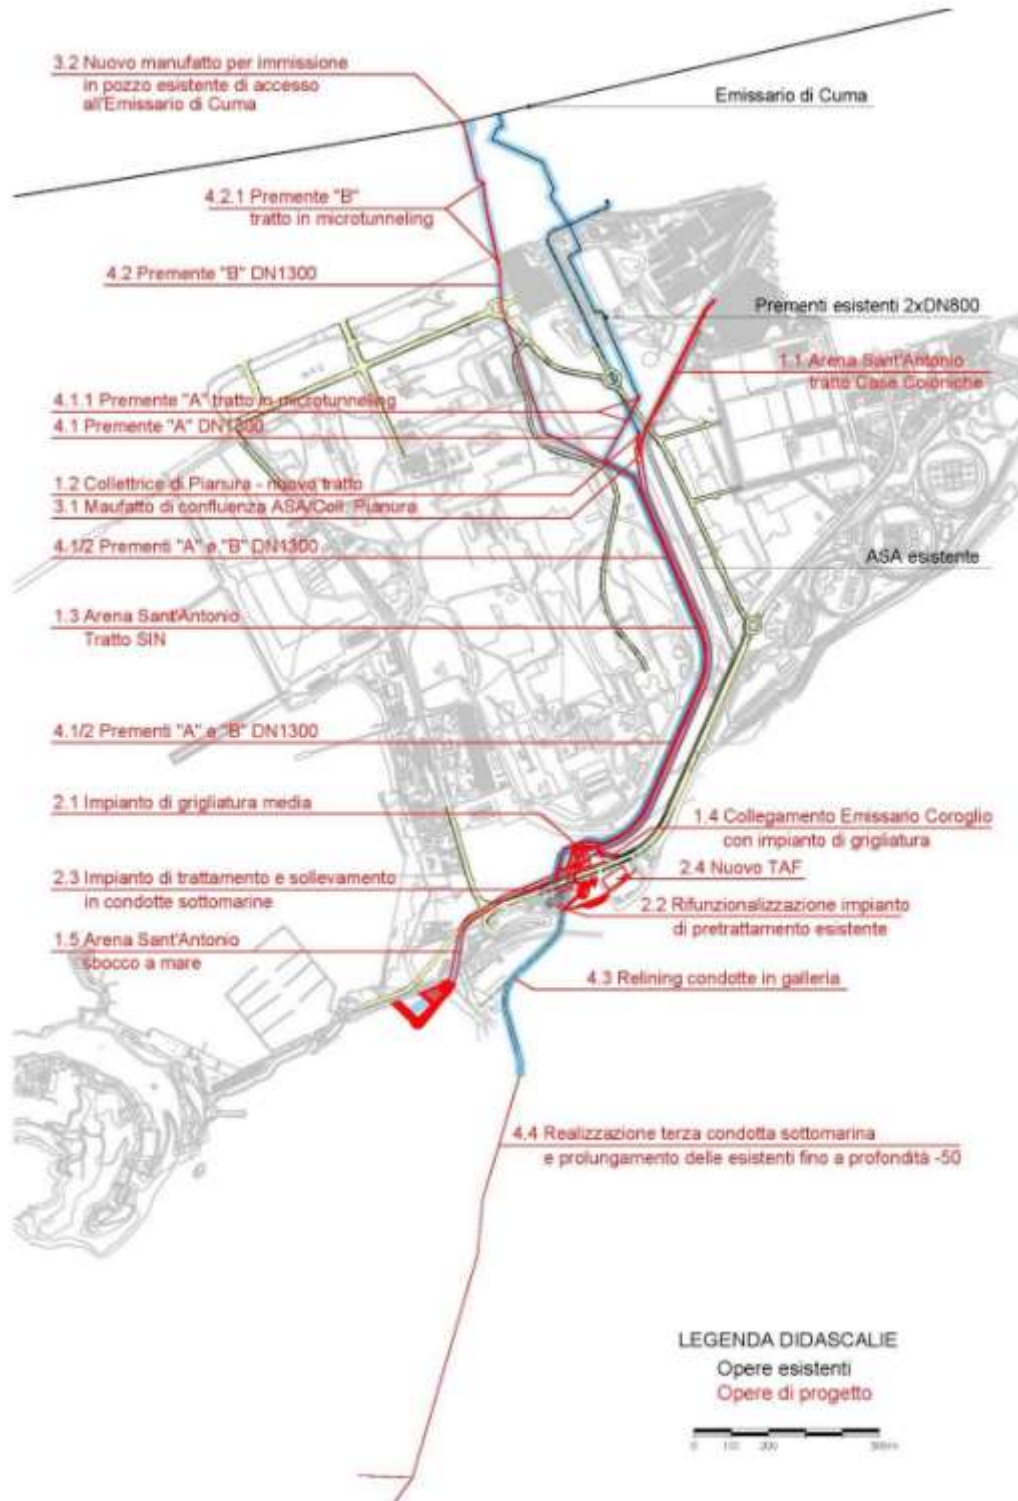 3.2 Nuovo manufatto per immissione
in pozzo esistente di accesso
all'Emissario di Cuma
Emissario di Cuma
4.2.1 Premente "B"
tratto in microtunneling
4.2 Premente "B" DN1300
Prementi esistenti 2xDN800
1.1 Arena Sant'Antonio
tratto Case Coloniche
4.1.1 Premente "A" tratto in microtunneling
4.1 Premente "A" DN1300
1.2 Collettrice di Pianura - nuovo tratto
3.1 Maufatto di confluenza ASA/Coll. Pianura
4.1/2 Prementi "A" e "B" DN1300
ASA esistente
1.3 Arena Sant'Antonio
Tratto SIN
4.1/2 Prementi "A" e "B" DN1300
2.1 Impianto di grigliatura media
1.4 Collegamento Emissario Coroglio
con impianto di grigliatura
2.4 Nuovo TAF
2.3 Impianto di trattamento e sollevamento
in condotte sottomarine
2.2 Rifunzionalizzazione impianto
di pretrattamento esistente
1.5 Arena Sant'Antonio
sbocco a mare
4.3 Relining condotte in galleria
4.4 Realizzazione terza condotta sottomarina
e prolungamento delle esistenti fino a profondità -50
LEGENDA DIDASCALIE
Opere esistenti
Opere di progetto
0 100 200